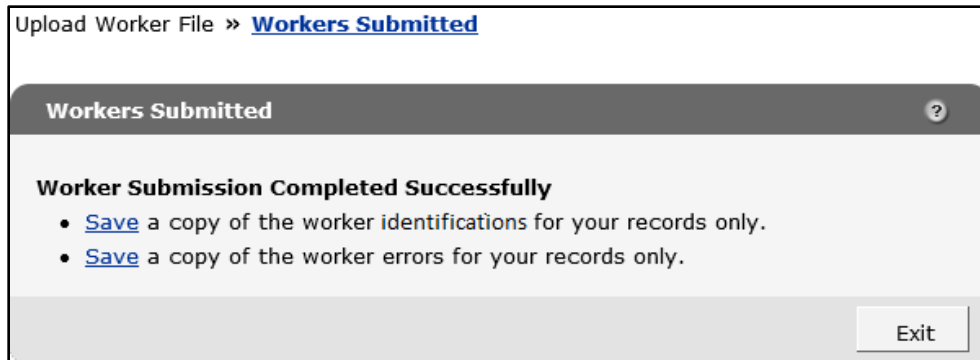 Upload Worker File » Workers Submitted
Workers Submitted ?
Worker Submission Completed Successfully
• Save a copy of the worker identifications for your records only.
• Save a copy of the worker errors for your records only.
Exit